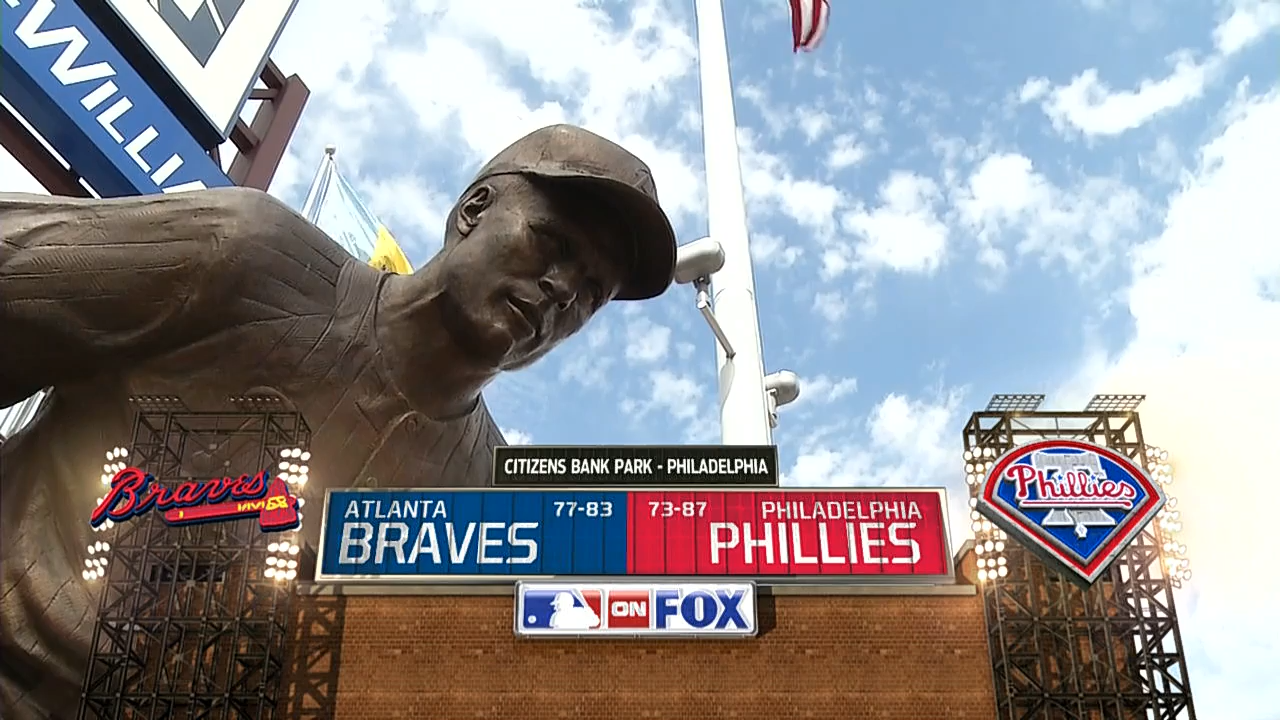 WILLI
Braves
CITIZENS BANK PARK - PHILADELPHIA
ATLANTA 77-83
BRAVES
73-87 PHILADELPHIA
PHILLIES
Phillies
ON FOX